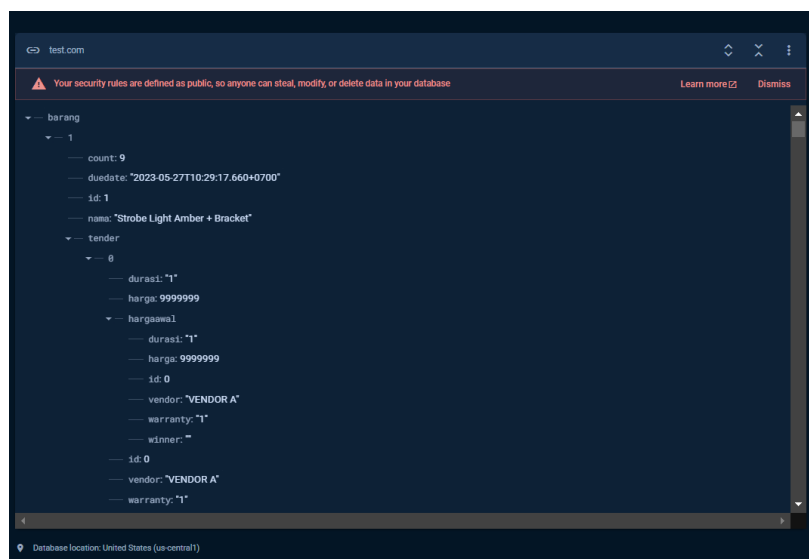 test.com
Your security rules are defined as public, so anyone can steal, modify, or delete data in your database
Learn more
Dismiss
barang
1
count: 9
duedate: "2023-05-27T10:29:17.660+0700"
id: 1
nama: "Strobe Light Amber + Bracket"
tender
0
durasi: "1"
harga: 9999999
hargaawal
durasi: "1"
harga: 9999999
id: 0
vendor: "VENDOR A"
warranty: "1"
winner: ""
id: 0
vendor: "VENDOR A"
warranty: "1"
Database location: United States (us-central1)